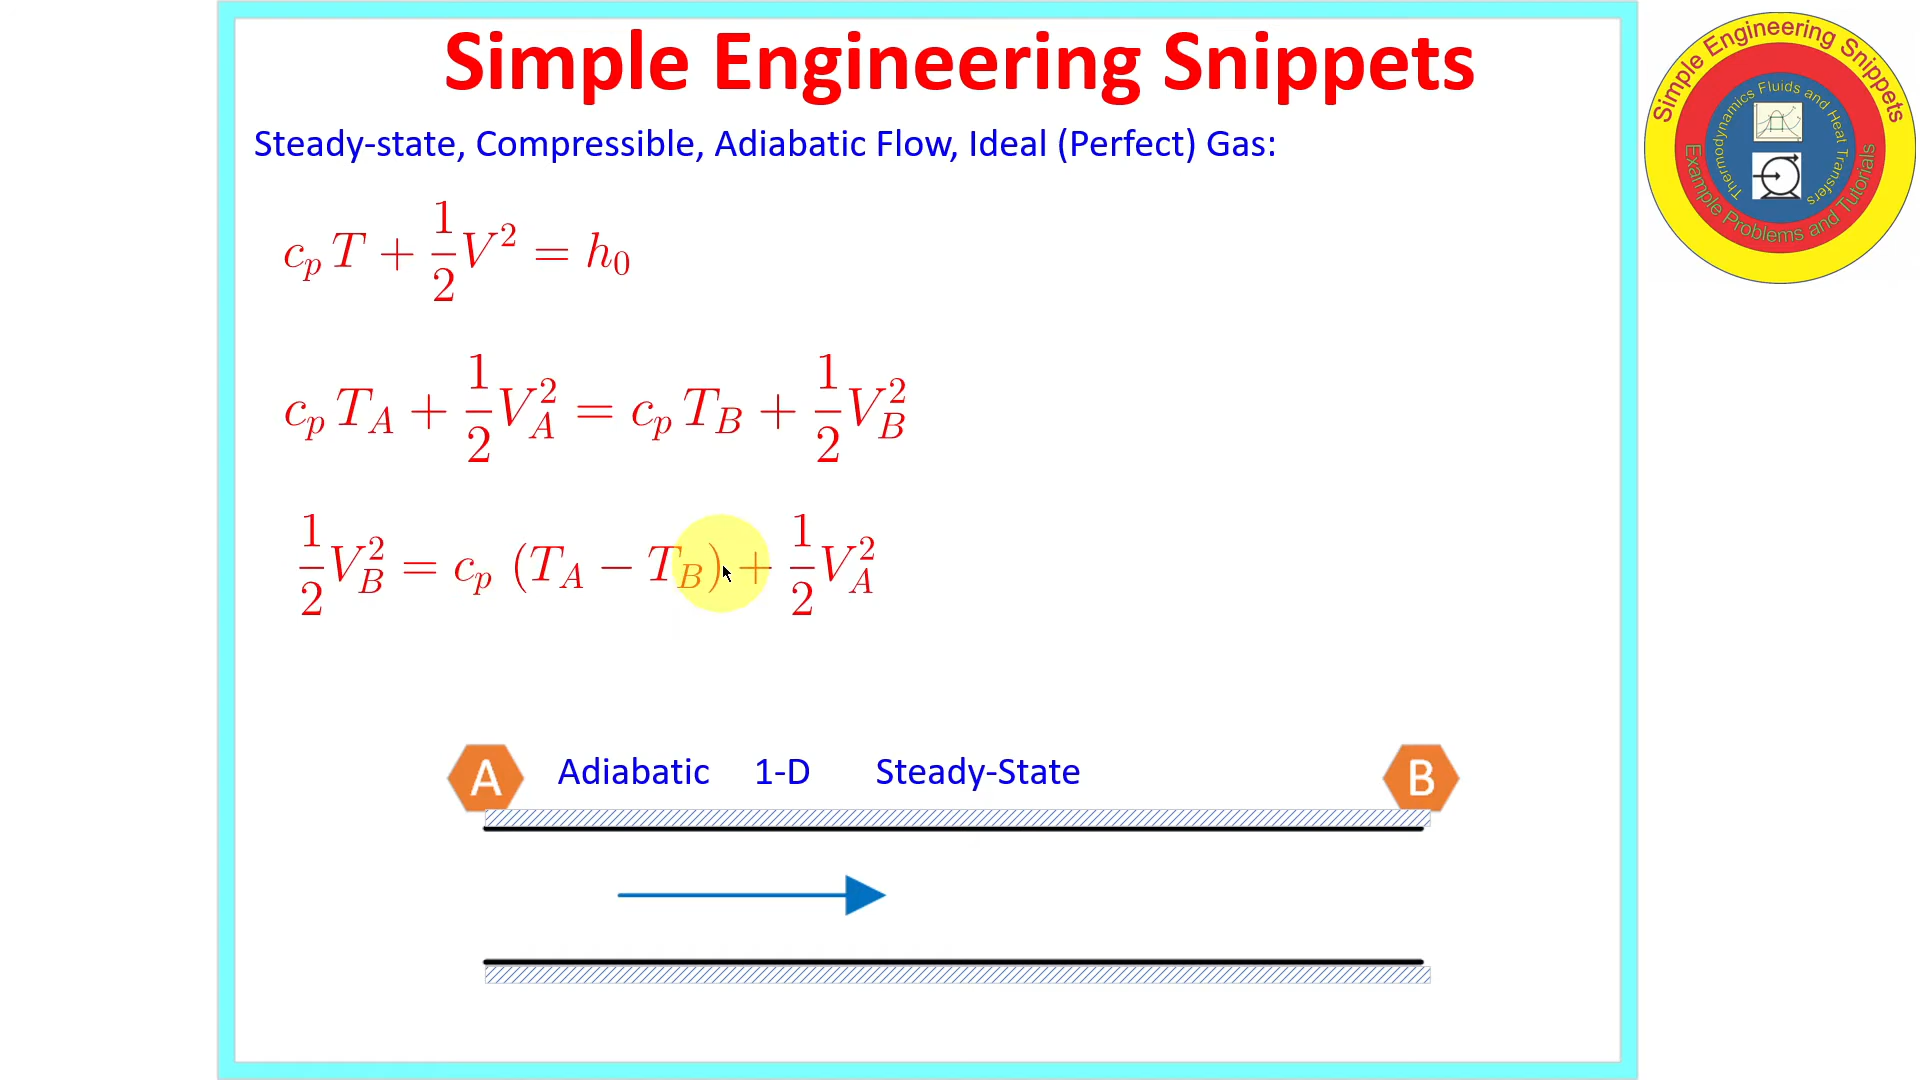 Simple Engineering Snippets
Steady-state, Compressible, Adiabatic Flow, Ideal (Perfect) Gas:
c_p T + 1/2 V^2 = h_0
c_p T_A + 1/2 V_A^2 = c_p T_B + 1/2 V_B^2
1/2 V_B^2 = c_p (T_A − T_B) + 1/2 V_A^2
A Adiabatic 1-D Steady-State B
Simple Engineering Snippets
Thermodynamics Fluids and Heat Transfers
Example Problems and Tutorials